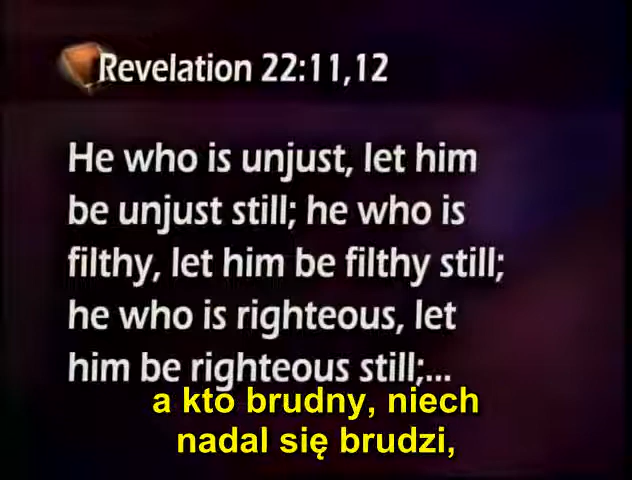 Revelation 22:11,12
He who is unjust, let him
be unjust still; he who is
filthy, let him be filthy still;
he who is righteous, let
him be righteous still;...
a kto brudny, niech
nadal się brudzi,